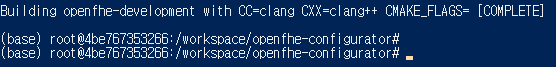 Building openfhe-development with CC=clang CXX=clang++ CMAKE_FLAGS= [COMPLETE]
(base) root@4be767353266:/workspace/openfhe-configurator#
(base) root@4be767353266:/workspace/openfhe-configurator#